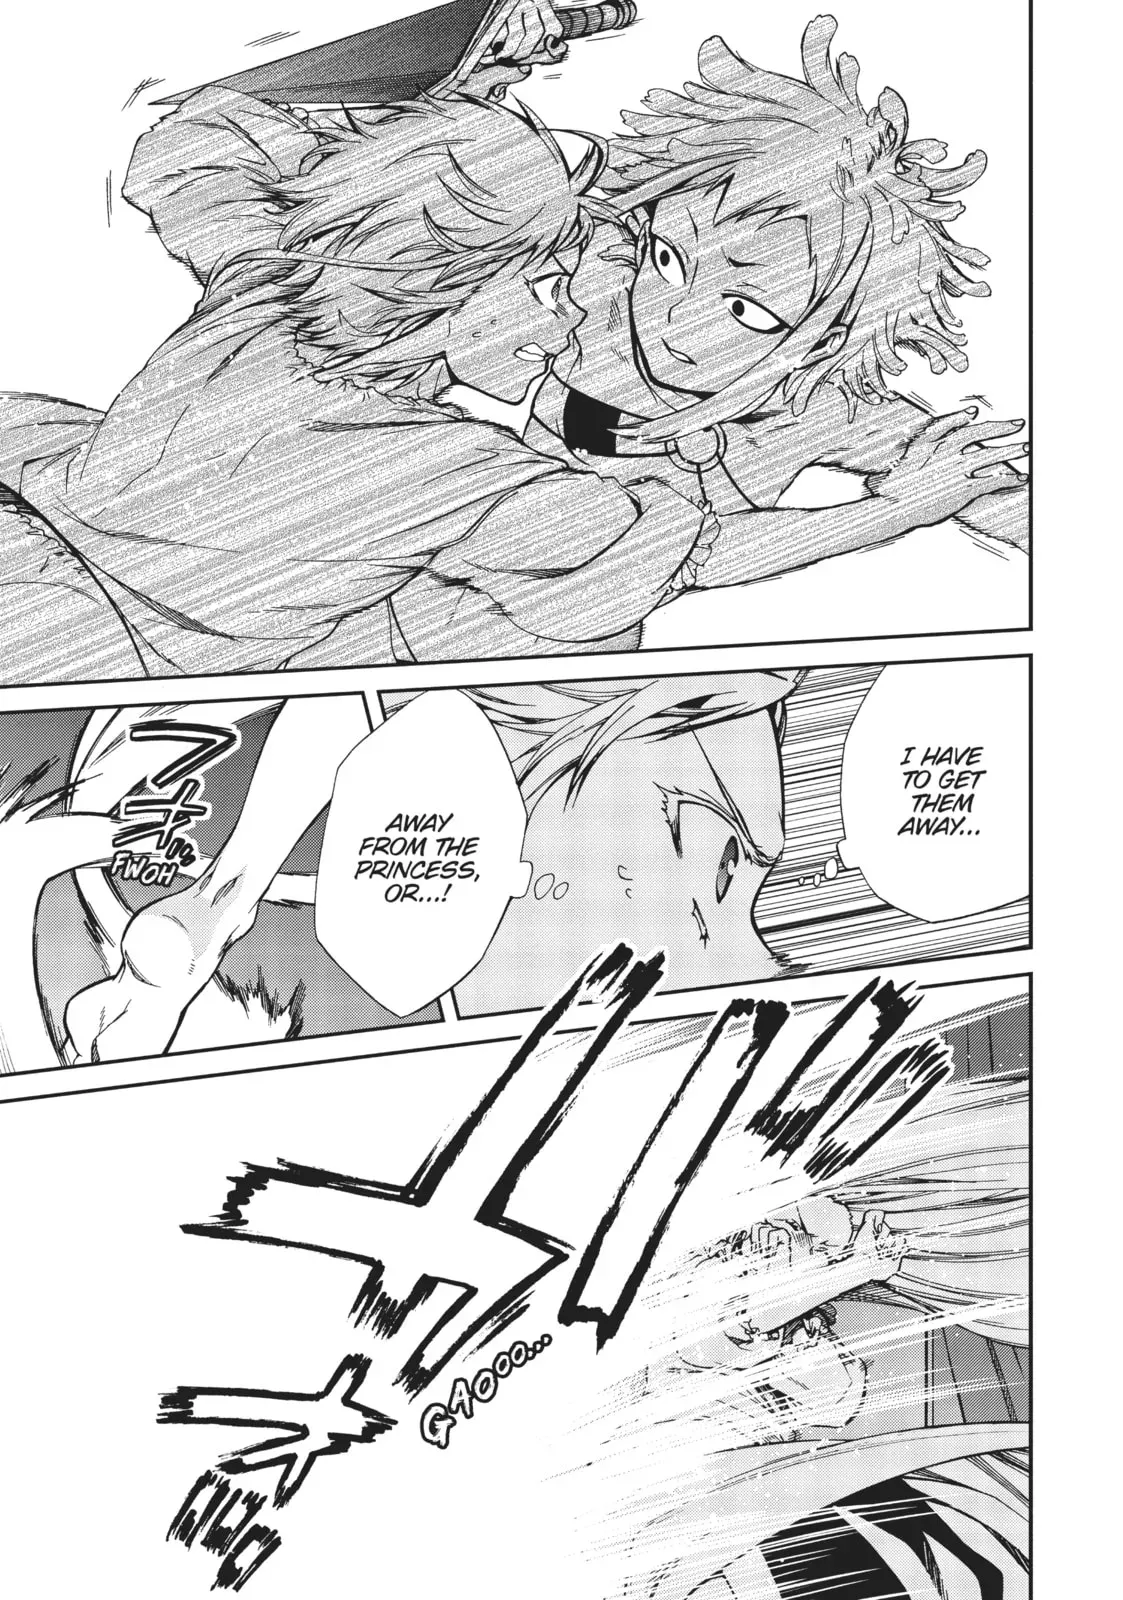 I HAVE
TO GET
THEM
AWAY...
AWAY
FROM THE
PRINCESS,
OR...!
FWOH
GAOOO...